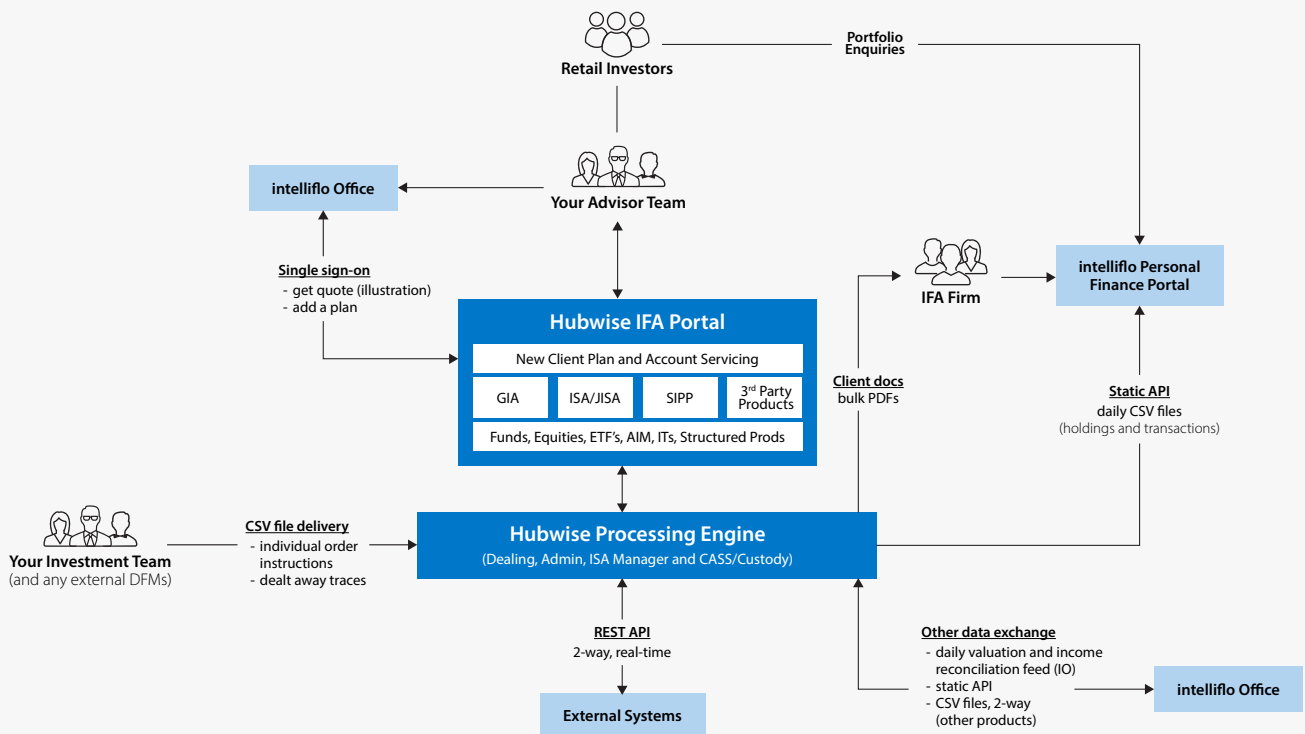 Retail Investors
Portfolio
Enquiries
intelliflo Office
Your Advisor Team
Single sign-on
- get quote (illustration)
- add a plan
IFA Firm
intelliflo Personal
Finance Portal
Hubwise IFA Portal
New Client Plan and Account Servicing
GIA
ISA/JISA
SIPP
3rd Party
Products
Funds, Equities, ETF's, AIM, ITs, Structured Prods
Client docs
bulk PDFs
Static API
daily CSV files
(holdings and transactions)
Your Investment Team
(and any external DFMs)
CSV file delivery
- individual order
instructions
- dealt away traces
Hubwise Processing Engine
(Dealing, Admin, ISA Manager and CASS/Custody)
REST API
2-way, real-time
External Systems
Other data exchange
- daily valuation and income
reconciliation feed (IO)
- static API
- CSV files, 2-way
(other products)
intelliflo Office